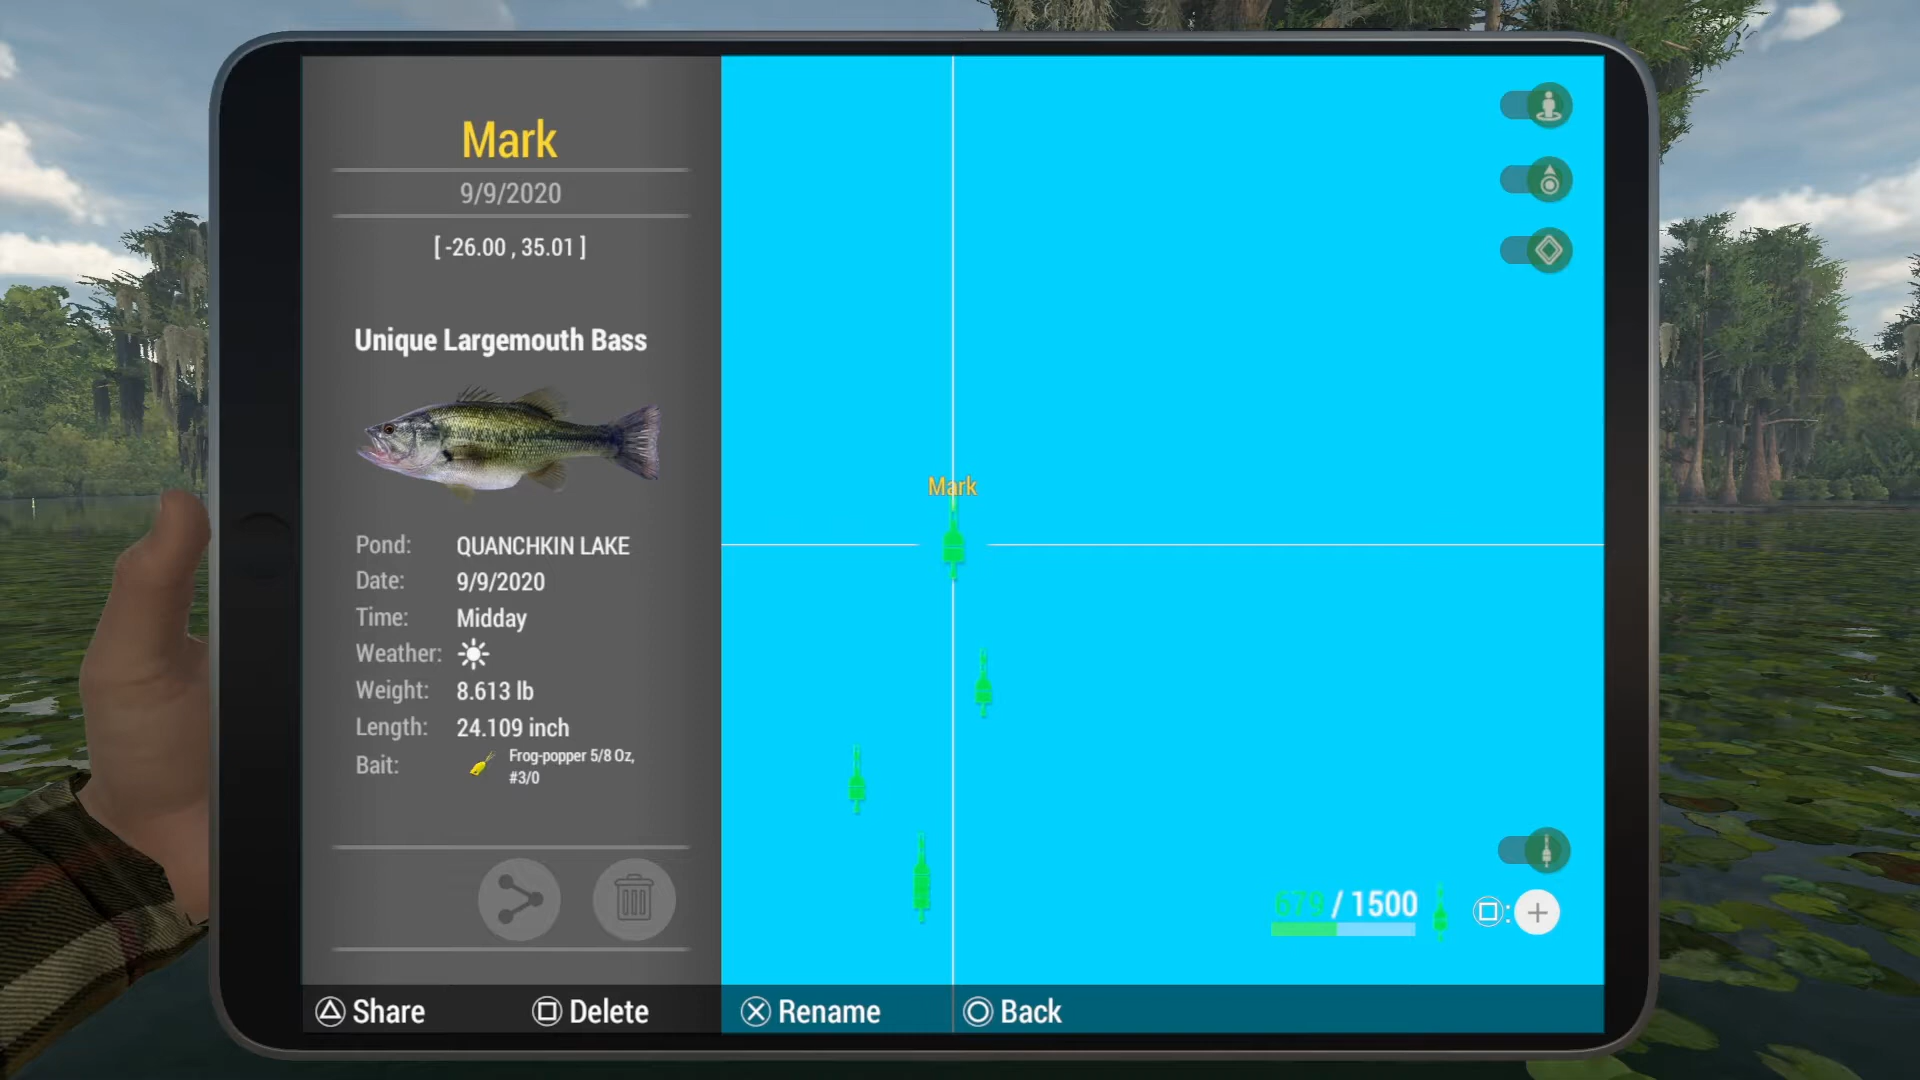 Mark
9/9/2020
[ -26.00 , 35.01 ]
Unique Largemouth Bass
Pond: QUANCHKIN LAKE
Date: 9/9/2020
Time: Midday
Weather:
Weight: 8.613 lb
Length: 24.109 inch
Bait: Frog-popper 5/8 Oz,
#3/0
Mark
679 / 1500
:
Share Delete Rename Back